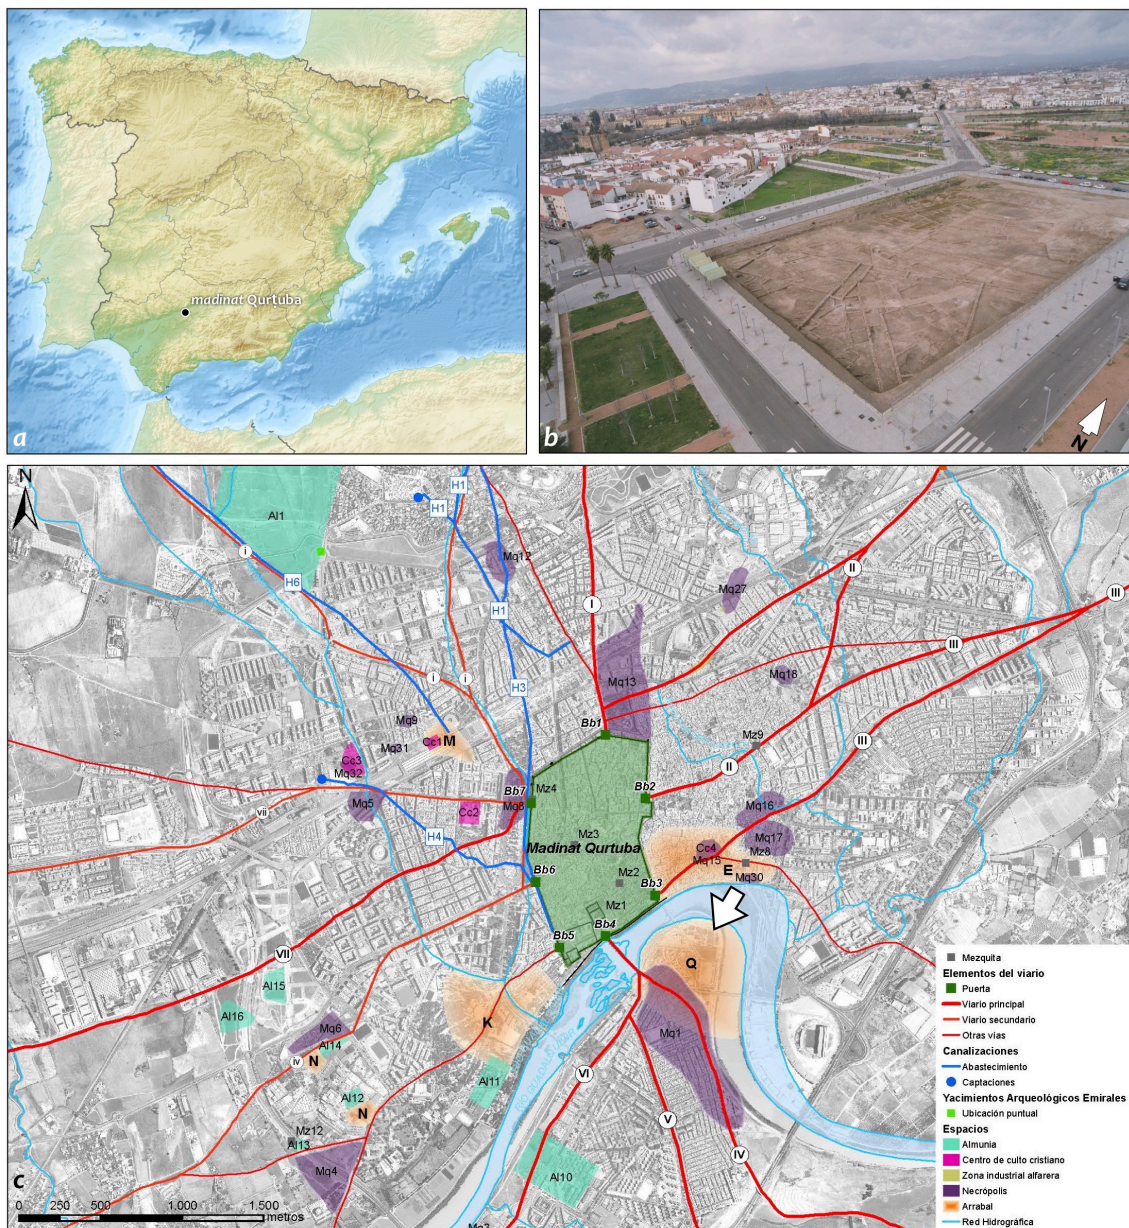 madinat Qurṭuba
a
b
N
N
H1
Al1
H1
Mq12
i
H6
II
Mq27
III
H1
I
III
Mq13
Mq18
i
i
H3
Mq9
Cc1
M
Bb1
III
Mq31
Mz9
Cc3
Mq32
II
Bb7
Mz4
Bb2
Mq5
Mq8
Mq16
vii
Cc2
H4
Mz3
Mq17
Madinat Qurtuba
Cc4
Mz8
Mq15
E
Bb6
Mz2
Mq30
Bb3
Mz1
Bb4
Bb5
VII
Q
Al15
K
Al16
Mq6
Mq1
Al14
iv
N
VI
Al11
Al12
N
V
Mz12
Al13
IV
Mq4
Al10
c
Mq3
0 250 500 1.000 1.500
metros
Mezquita
Elementos del viario
Puerta
Viario principal
Viario secundario
Otras vías
Canalizaciones
Abastecimiento
Captaciones
Yacimientos Arqueológicos Emirales
Ubicación puntual
Espacios
Almunia
Centro de culto cristiano
Zona industrial alfarera
Necrópolis
Arrabal
Red Hidrográfica